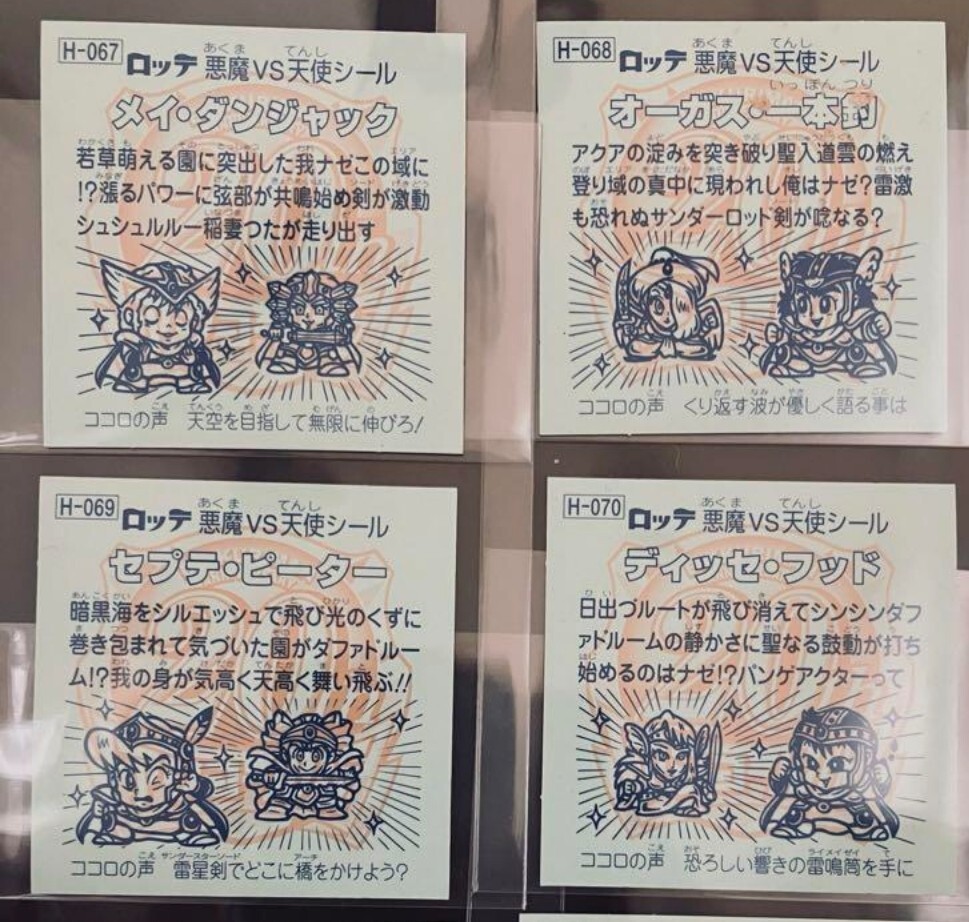 H-067
ロッテ 悪魔VS天使シール
メイ・ダンジャック
若草萌える園に突出した我ナゼこの域に
!?漲るパワーに弦部が共鳴始め剣が激動
シュシュルルー稲妻つたが走り出す
ココロの声 天空を目指して無限に伸びろ!
H-068
ロッテ 悪魔VS天使シール
オーガス・一本釣
アクアの淀みを突き破り聖入道雲の燃え
登り域の真中に現われし俺はナゼ?雷激
も恐れぬサンダーロッド剣が唸なる?
ココロの声 くり返す波が優しく語る事は
H-069
ロッテ 悪魔VS天使シール
セプテ・ピーター
暗黒海をシルエッシュで飛び光のくずに
巻き包まれて気づいた園がダファドルー
ム!?我の身が気高く天高く舞い飛ぶ!!
ココロの声 雷星剣でどこに橋をかけよう?
H-070
ロッテ 悪魔VS天使シール
ディッセ・フッド
日出づルートが飛び消えてシンシンダフ
ァドルームの静かさに聖なる鼓動が打ち
始めるのはナゼ!?パンゲアクターって
ココロの声 恐ろしい響きの雷鳴筒を手に